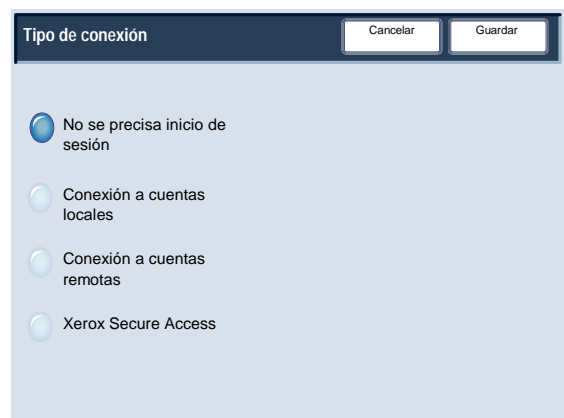 Tipo de conexión
Cancelar
Guardar
No se precisa inicio de
sesión
Conexión a cuentas
locales
Conexión a cuentas
remotas
Xerox Secure Access